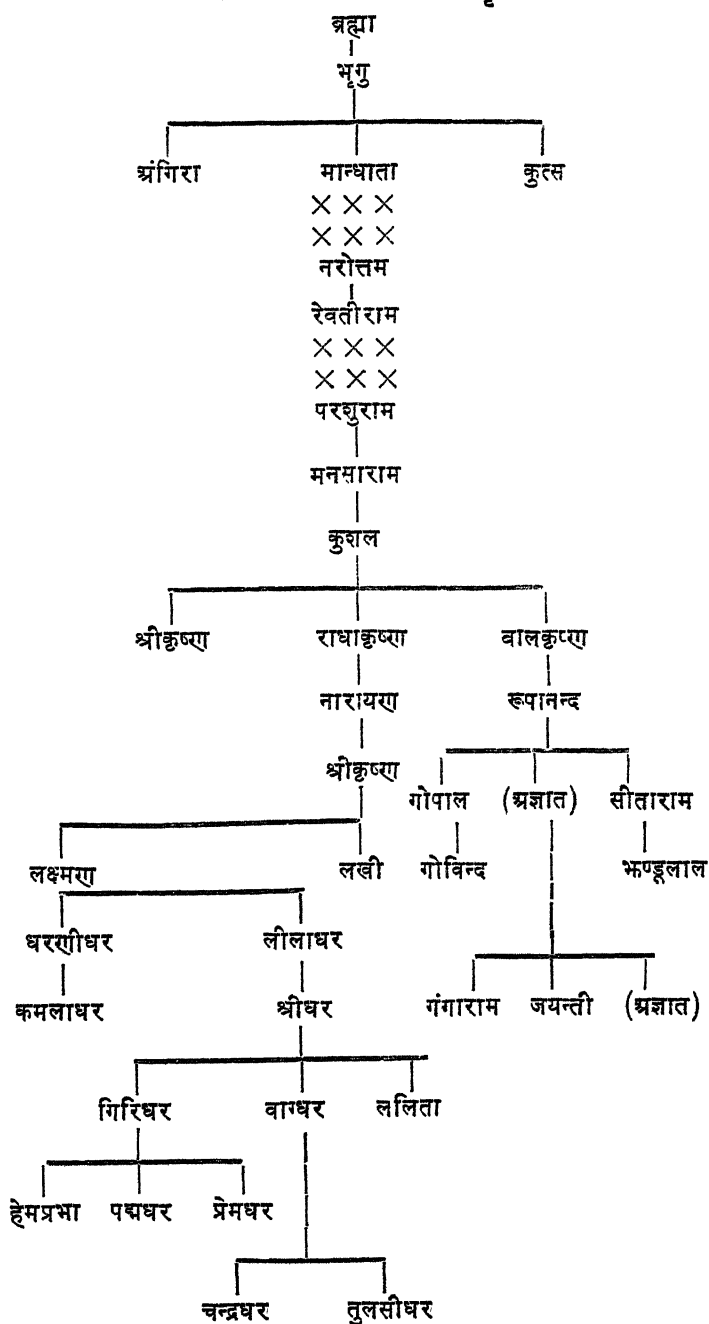 ब्रह्मा
भृगु
अंगिरा मान्धाता कुत्स
× × ×
× × ×
नरोत्तम
रेवतीराम
× × ×
× × ×
परशुराम
मनसाराम
कुशल
श्रीकृष्ण राधाकृष्ण बालकृष्ण
नारायण रूपानन्द
श्रीकृष्ण
गोपाल (अज्ञात) सीताराम
लक्ष्मण लखी गोविन्द झण्डूलाल
धरणीधर लीलाधर
कमलाधर श्रीधर गंगाराम जयन्ती (अज्ञात)
गिरिधर वाग्धर ललिता
हेमप्रभा पद्मधर प्रेमधर
चन्द्रधर तुलसीधर